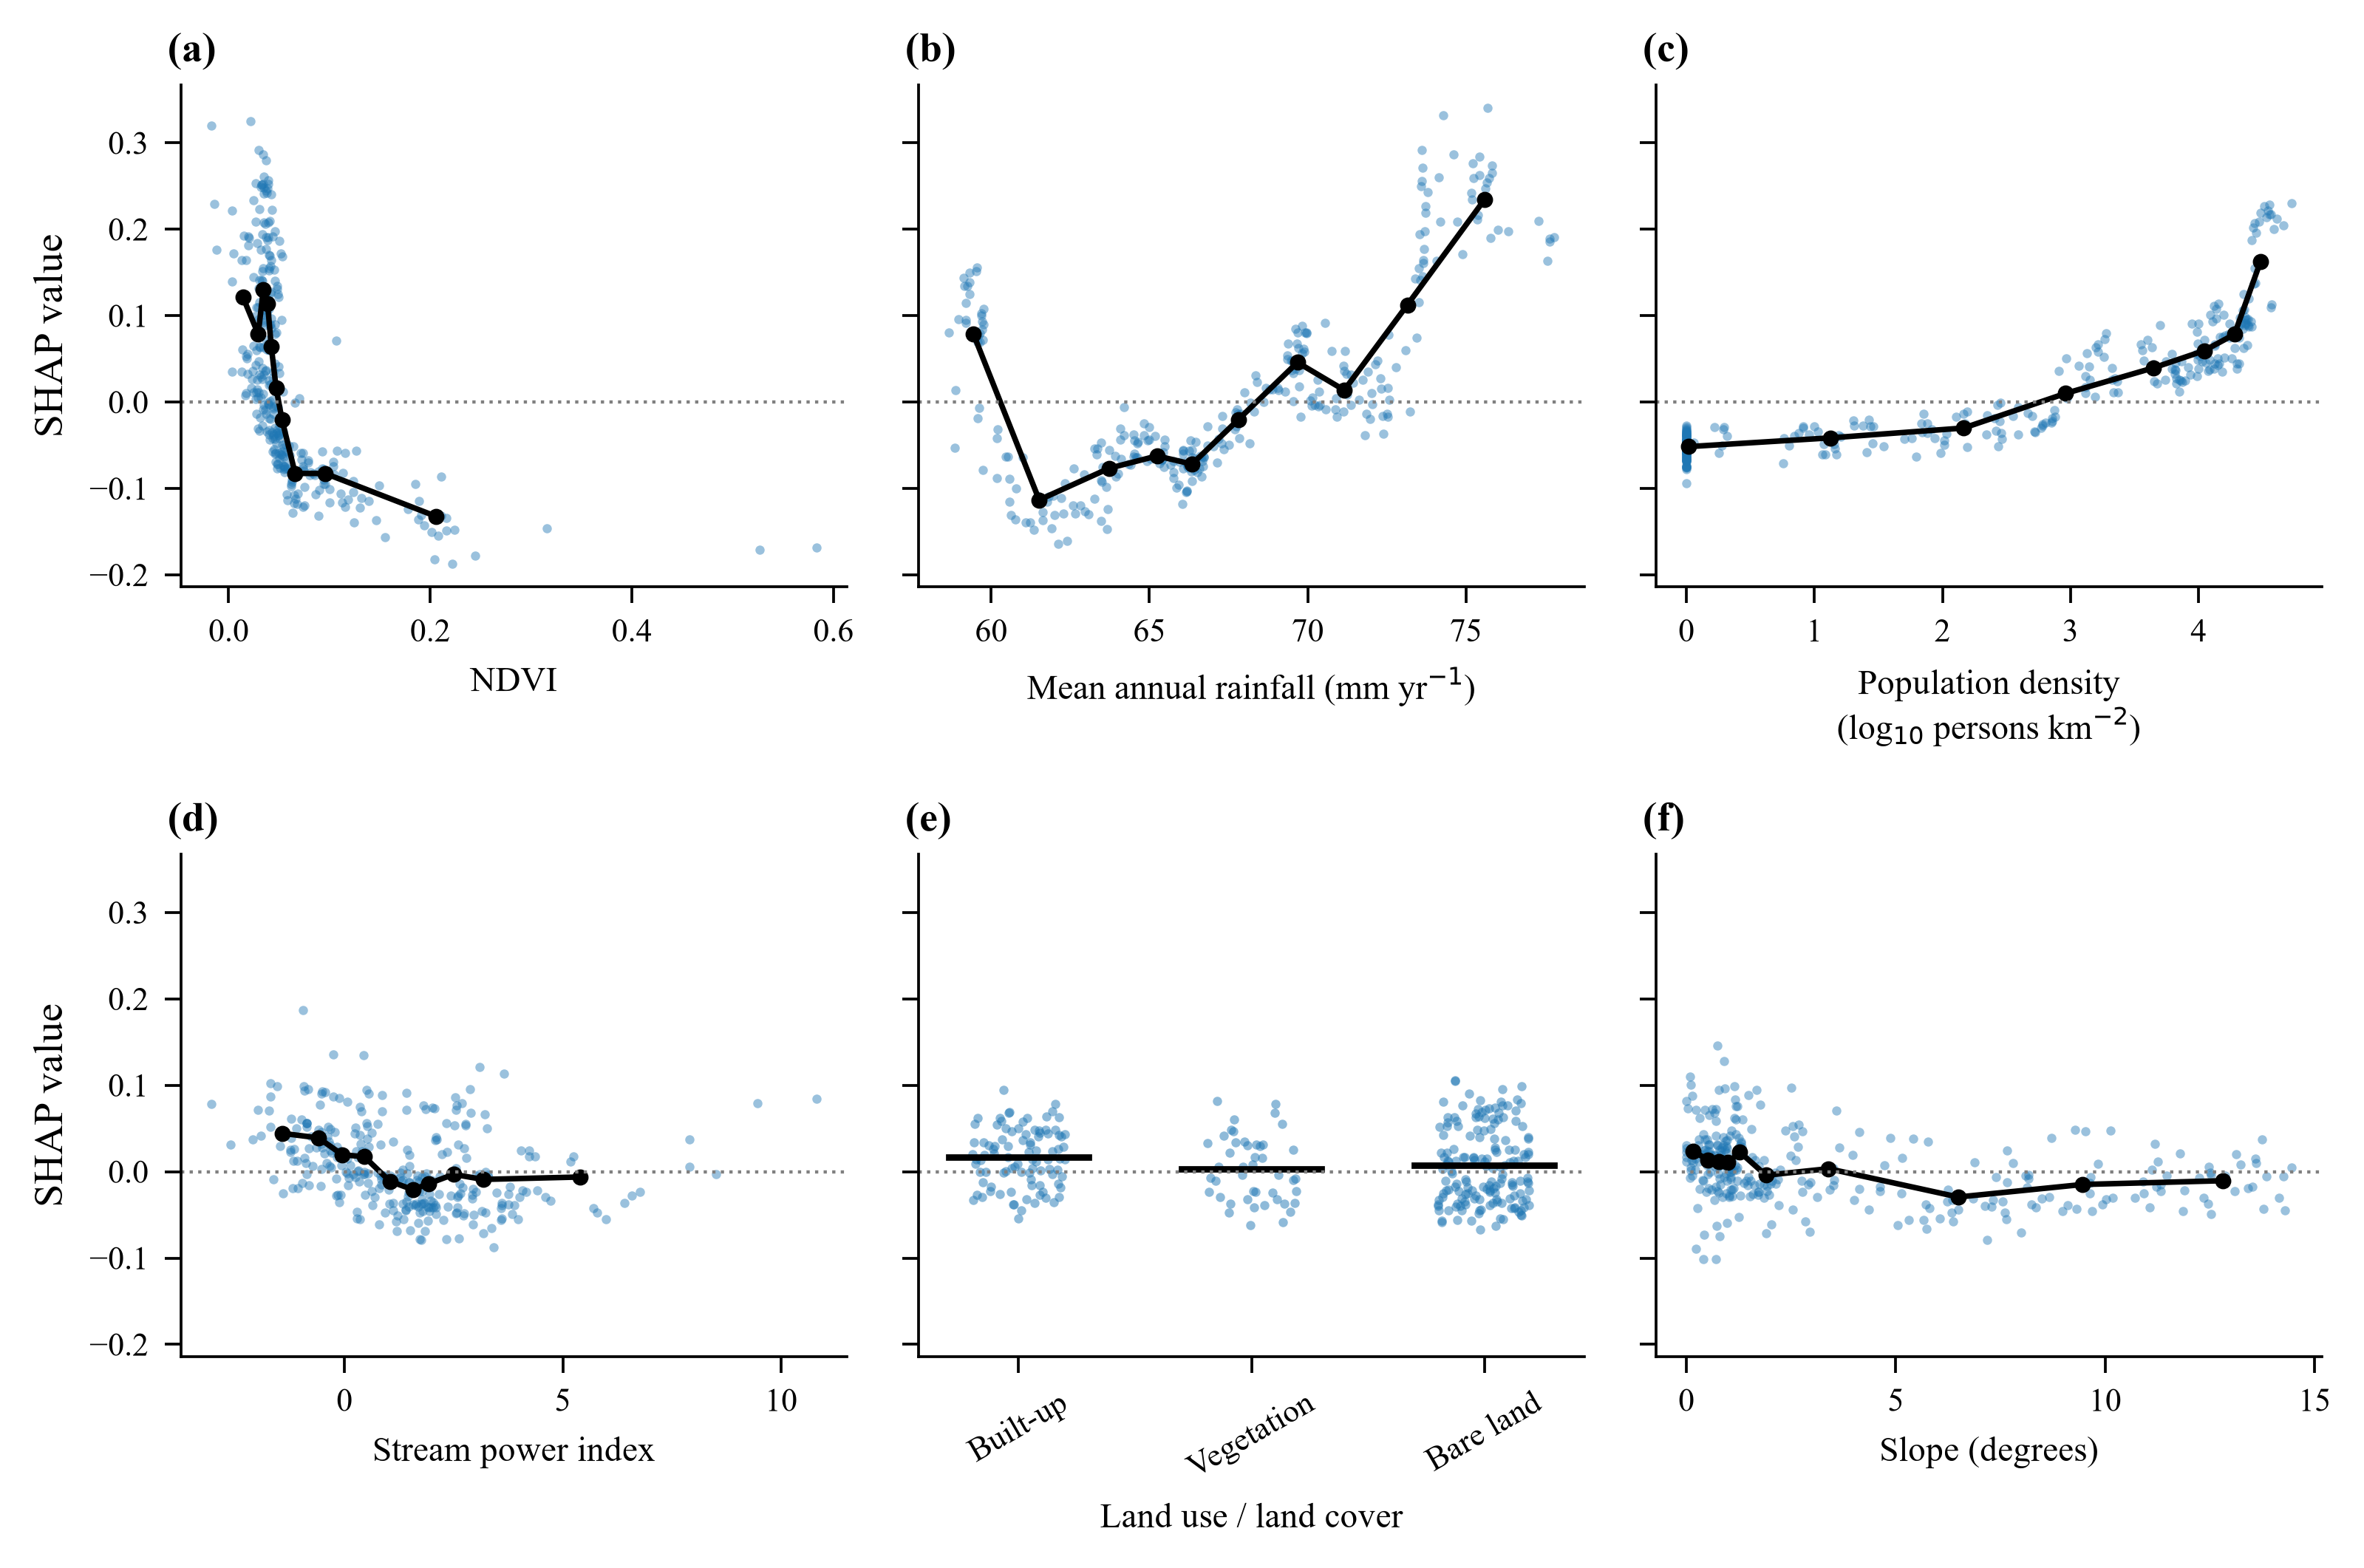 (a)
(b)
(c)
SHAP value
0.3
0.2
0.1
0.0
−0.1
−0.2
0.0 0.2 0.4 0.6
NDVI
60 65 70 75
Mean annual rainfall (mm yr⁻¹)
0 1 2 3 4
Population density
(log₁₀ persons km⁻²)
(d)
(e)
(f)
SHAP value
0.3
0.2
0.1
0.0
−0.1
−0.2
0 5 10
Stream power index
Built-up
Vegetation
Bare land
Land use / land cover
0 5 10 15
Slope (degrees)